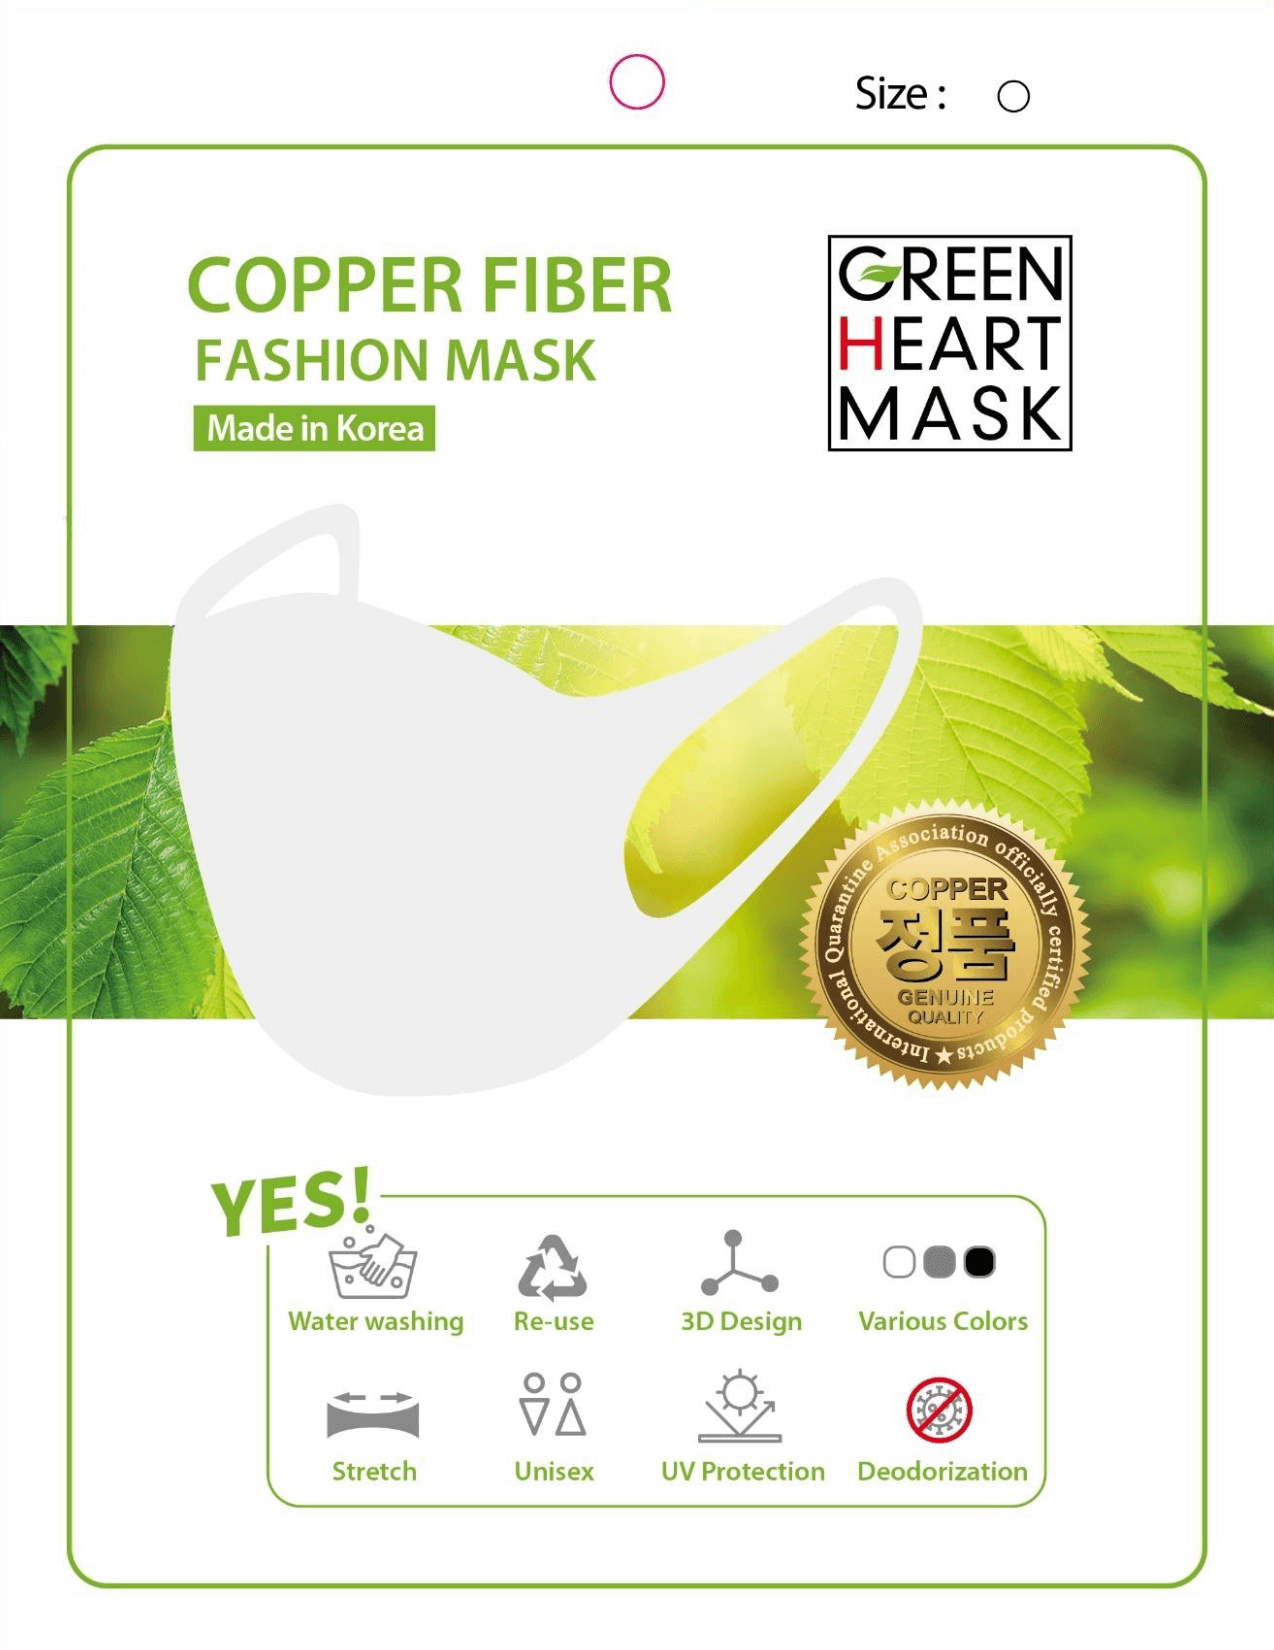 Size :
COPPER FIBER
FASHION MASK
Made in Korea
GREEN
HEART
MASK
International Quarantine Association officially certified products
COPPER
정품
GENUINE
QUALITY
YES!
Water washing
Re-use
3D Design
Various Colors
Stretch
Unisex
UV Protection
Deodorization